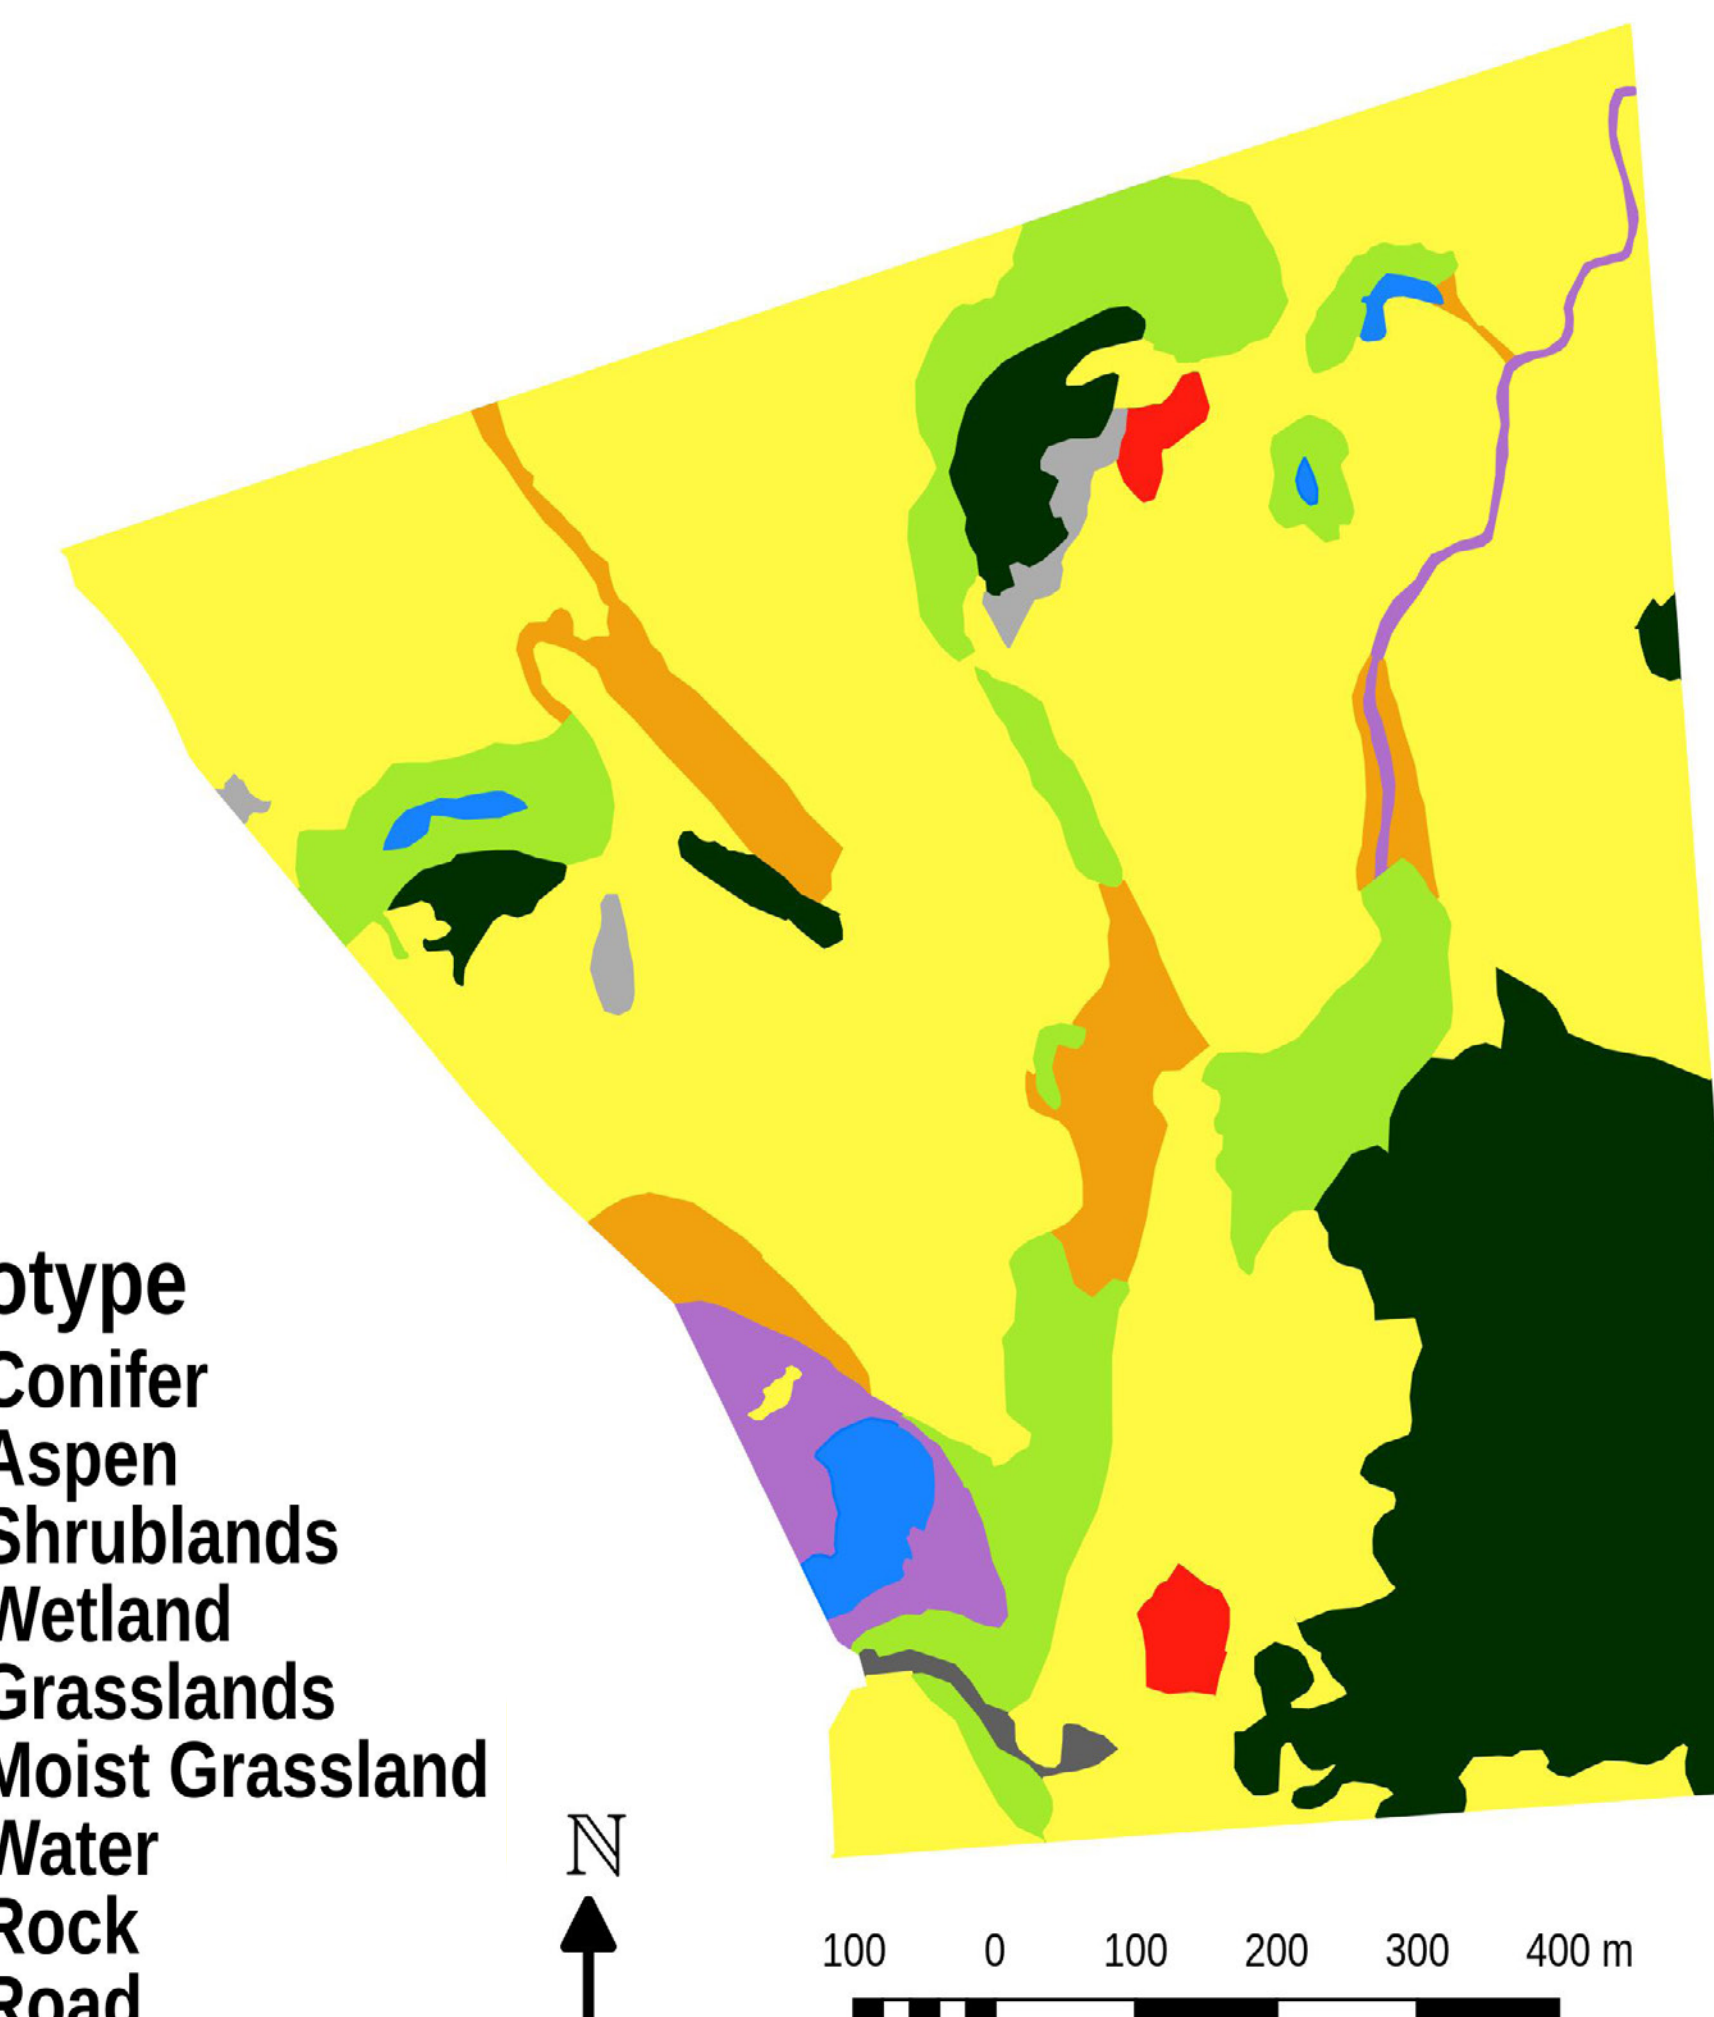 otype
Conifer
Aspen
Shrublands
Wetland
Grasslands
Moist Grassland
Water
Rock
Road
N
100 0 100 200 300 400 m